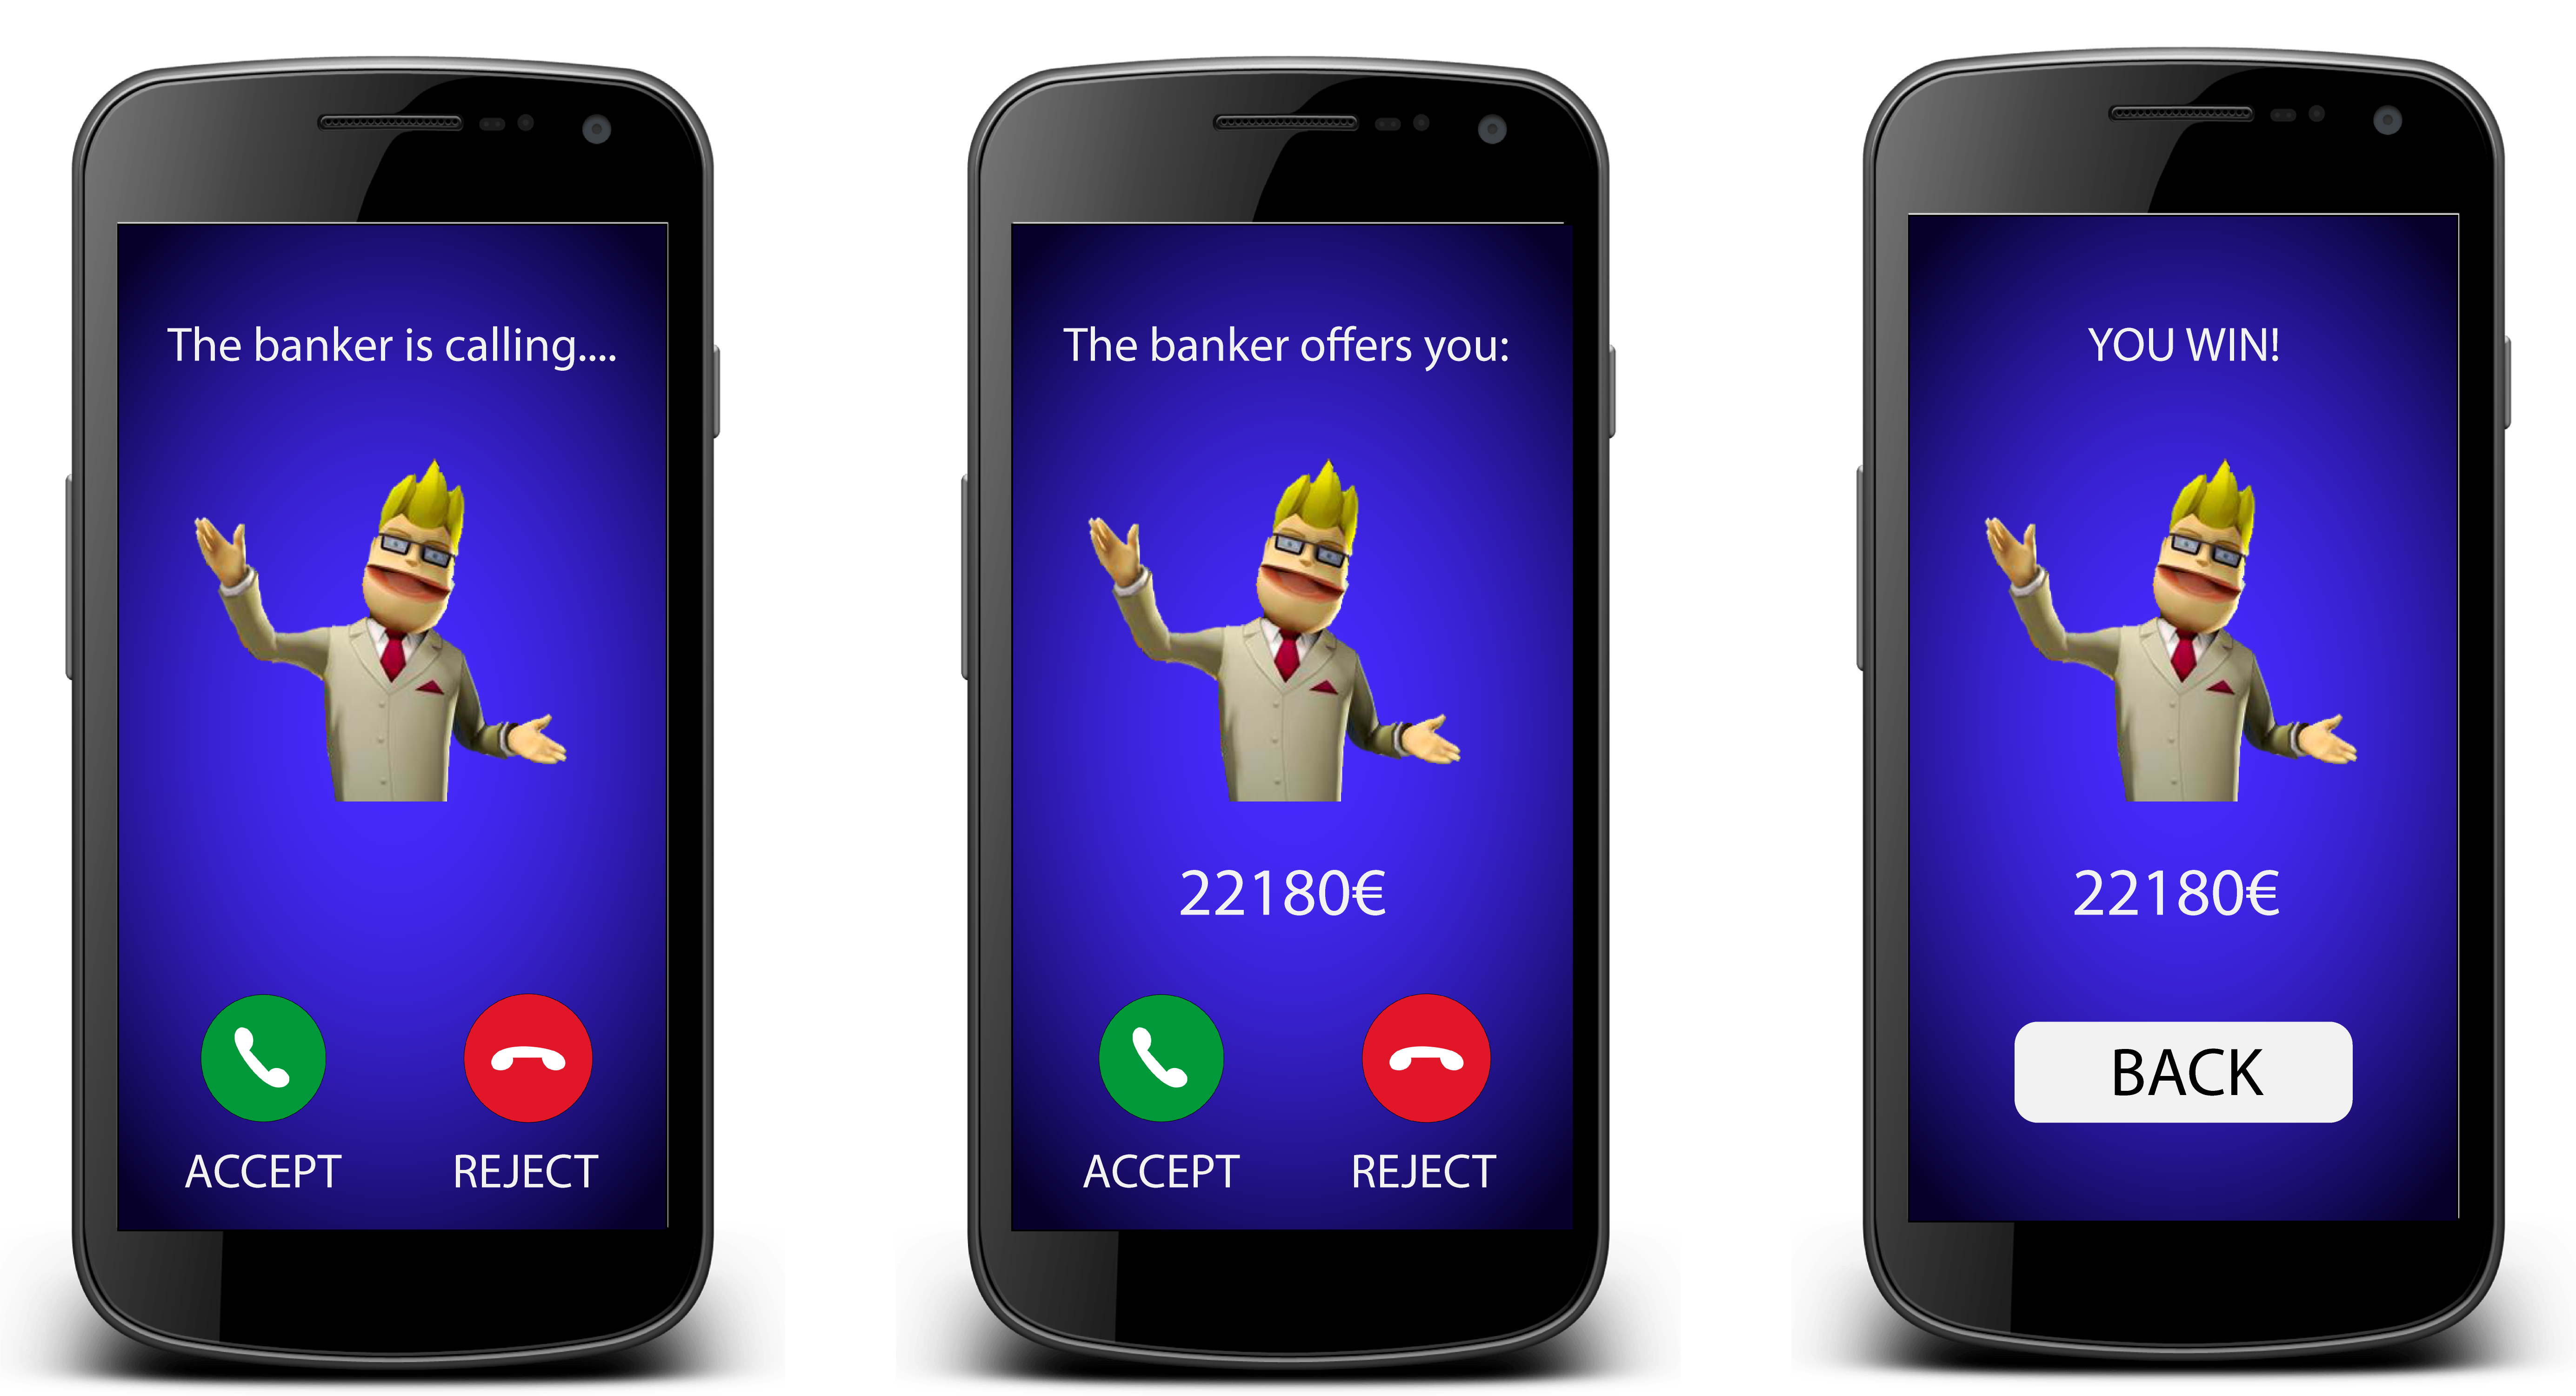 The banker is calling....
ACCEPT
REJECT
The banker offers you:
22180€
ACCEPT
REJECT
YOU WIN!
22180€
BACK